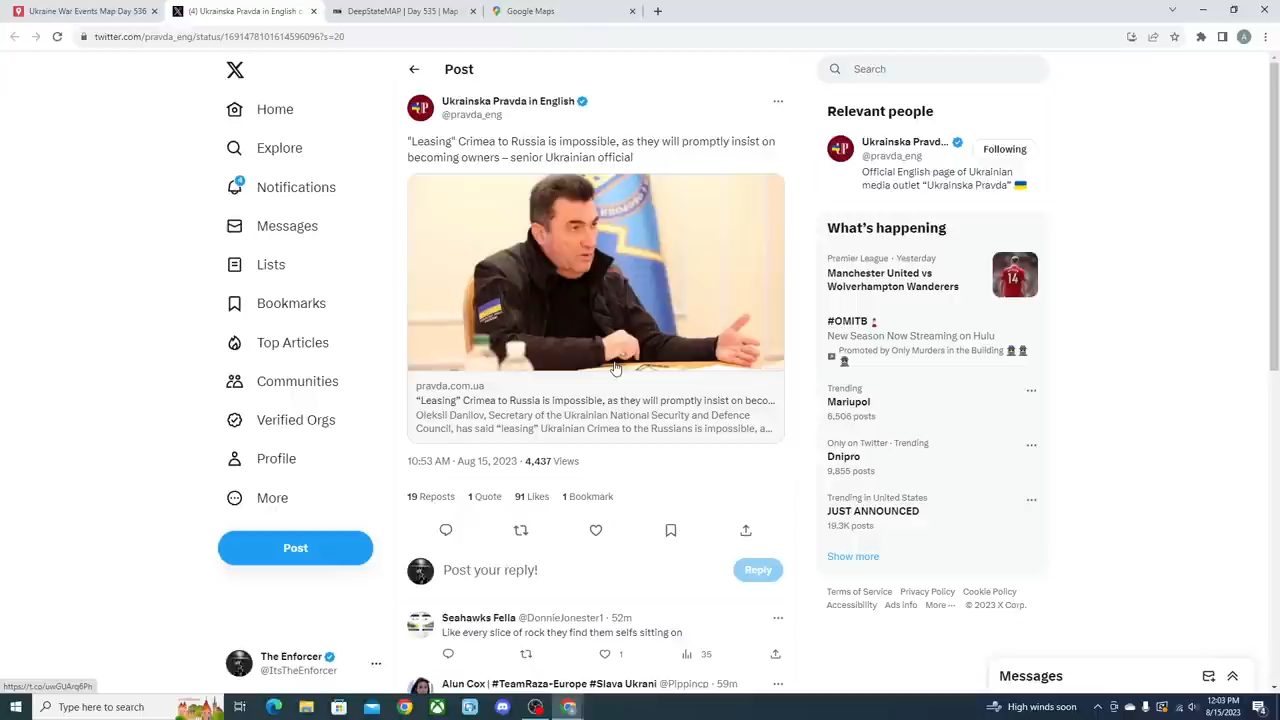 Ukraine War Events Map Day 536
(4) Ukrainska Pravda in English o
DeepStateMAP | Day 535 | Map
Google Maps
twitter.com/pravda_eng/status/1691478101614596096?s=20
A
Home
Explore
4
Notifications
Messages
Lists
Bookmarks
Top Articles
Communities
Verified Orgs
Profile
More
Post
The Enforcer
@ItsTheEnforcer
Post
Ukrainska Pravda in English
@pravda_eng
"Leasing" Crimea to Russia is impossible, as they will promptly insist on
becoming owners – senior Ukrainian official
pravda.com.ua
“Leasing” Crimea to Russia is impossible, as they will promptly insist on beco...
Oleksii Danilov, Secretary of the Ukrainian National Security and Defence
Council, has said “leasing” Ukrainian Crimea to the Russians is impossible, a...
10:53 AM · Aug 15, 2023 · 4,437 Views
19 Reposts 1 Quote 91 Likes 1 Bookmark
Post your reply!
Reply
Seahawks Fella @DonnieJonester1 · 52m
Like every slice of rock they find them selfs sitting on
1
35
Alun Cox | #TeamRaza-Europe #Slava Ukrani @Pippincp · 59m
Search
Relevant people
Ukrainska Pravd...
@pravda_eng
Following
Official English page of Ukrainian
media outlet “Ukrainska Pravda”
What’s happening
Premier League · Yesterday
Manchester United vs
Wolverhampton Wanderers
14
#OMITB
New Season Now Streaming on Hulu
Promoted by Only Murders in the Building
Trending
Mariupol
6,506 posts
Only on Twitter · Trending
Dnipro
9,855 posts
Trending in United States
JUST ANNOUNCED
19.3K posts
Show more
Terms of Service Privacy Policy Cookie Policy
Accessibility Ads info More ··· © 2023 X Corp.
Messages
https://t.co/uwGUArq6Ph
Type here to search
High winds soon
12:03 PM
8/15/2023